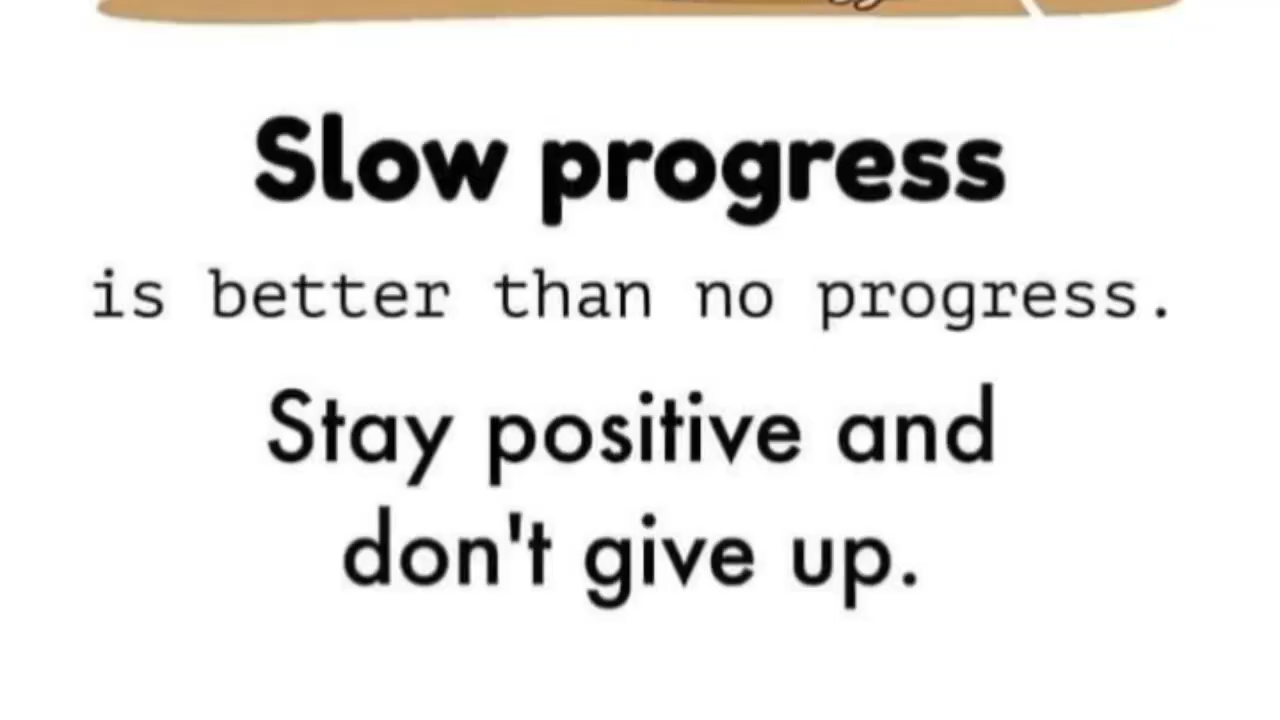 Slow progress
is better than no progress.
Stay positive and
don't give up.